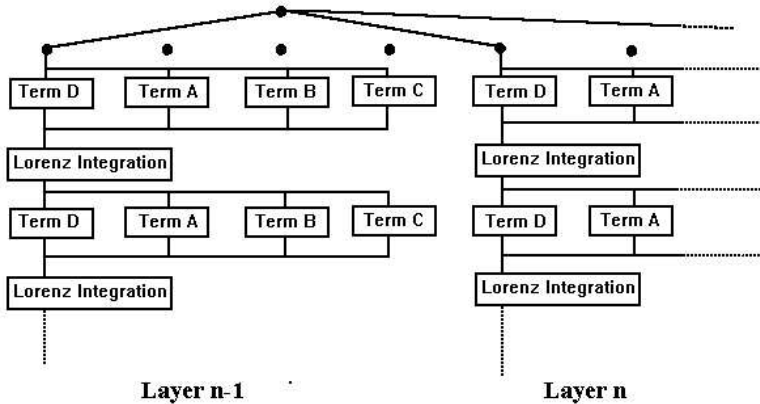 Term D Term A Term B Term C Term D Term A
Lorenz Integration Lorenz Integration
Term D Term A Term B Term C Term D Term A
Lorenz Integration Lorenz Integration
Layer n-1 Layer n